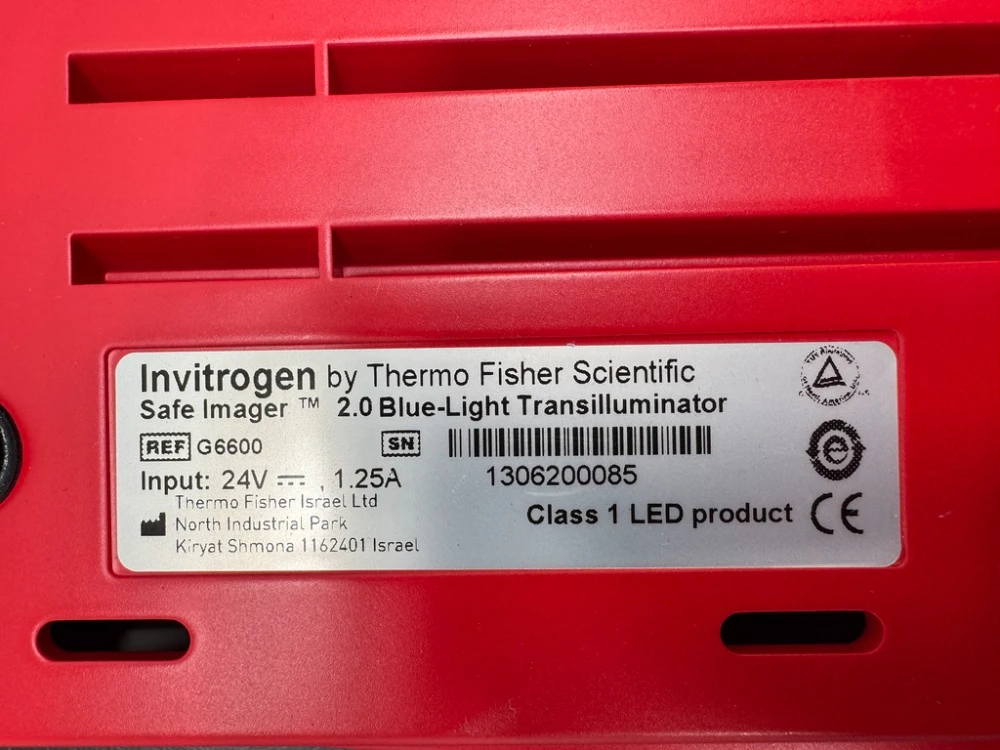 Invitrogen by Thermo Fisher Scientific
Safe Imager ™ 2.0 Blue-Light Transilluminator
REF G6600 SN
1306200085
Input: 24V ⎓ , 1.25A
Thermo Fisher Israel Ltd
North Industrial Park
Kiryat Shmona 1162401 Israel
Class 1 LED product CE
e